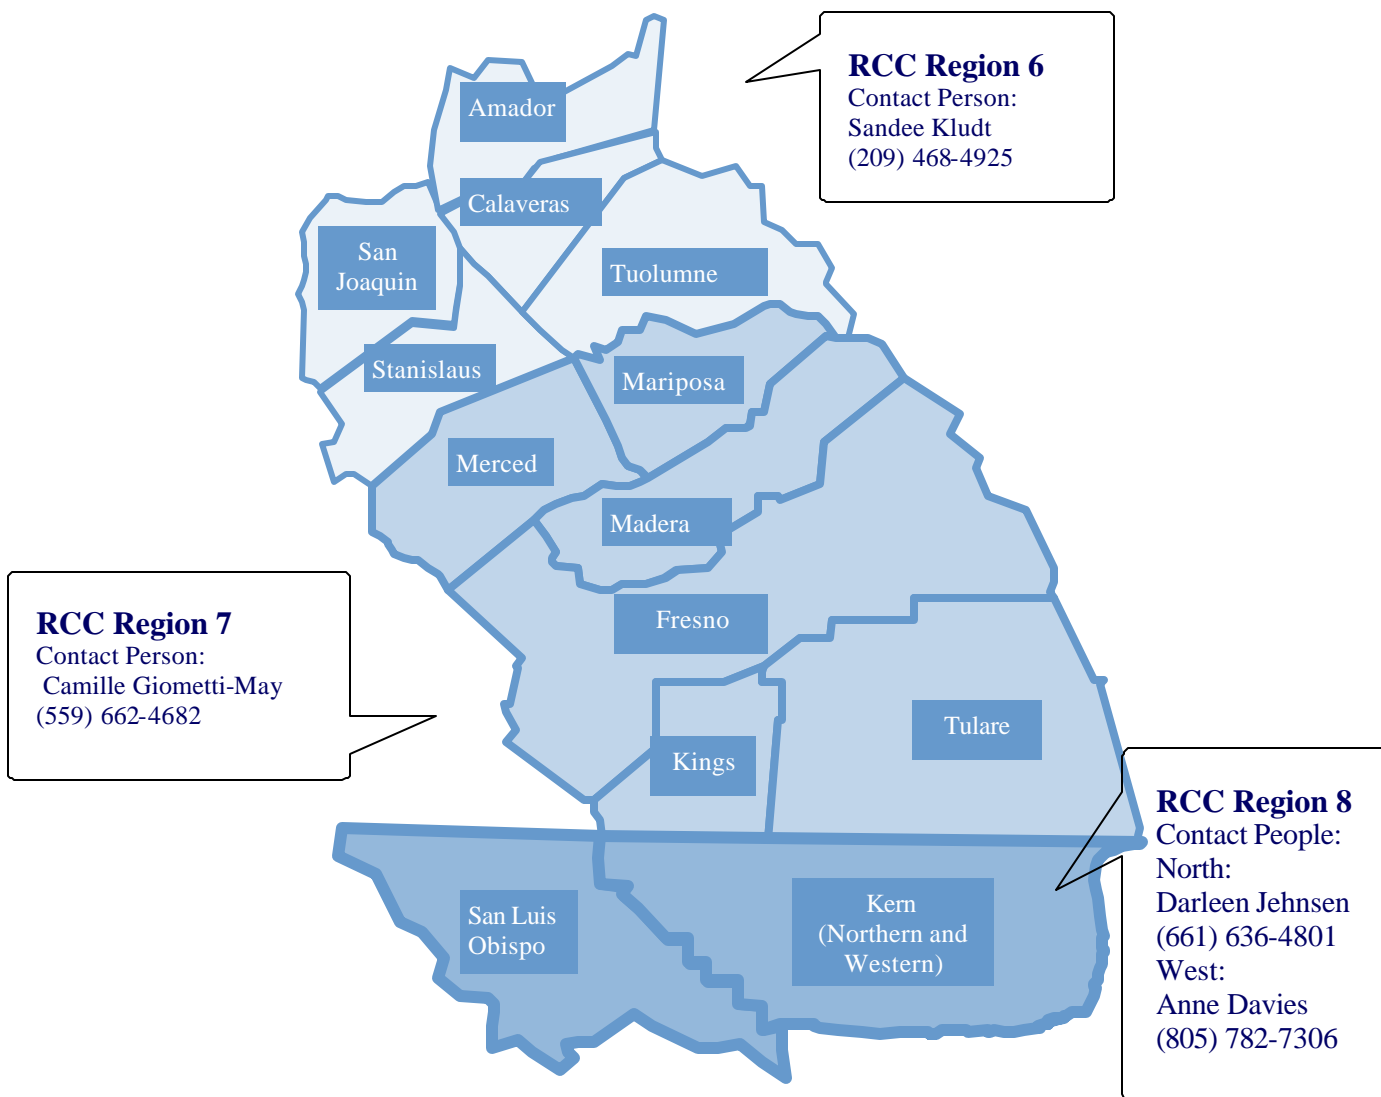 RCC Region 6
Contact Person:
Sandee Kludt
(209) 468-4925
Amador
Calaveras
San
Joaquin
Tuolumne
Stanislaus
Mariposa
Merced
Madera
Fresno
RCC Region 7
Contact Person:
Camille Giometti-May
(559) 662-4682
Tulare
Kings
RCC Region 8
Contact People:
North:
Darleen Jehnsen
(661) 636-4801
West:
Anne Davies
(805) 782-7306
San Luis
Obispo
Kern
(Northern and
Western)